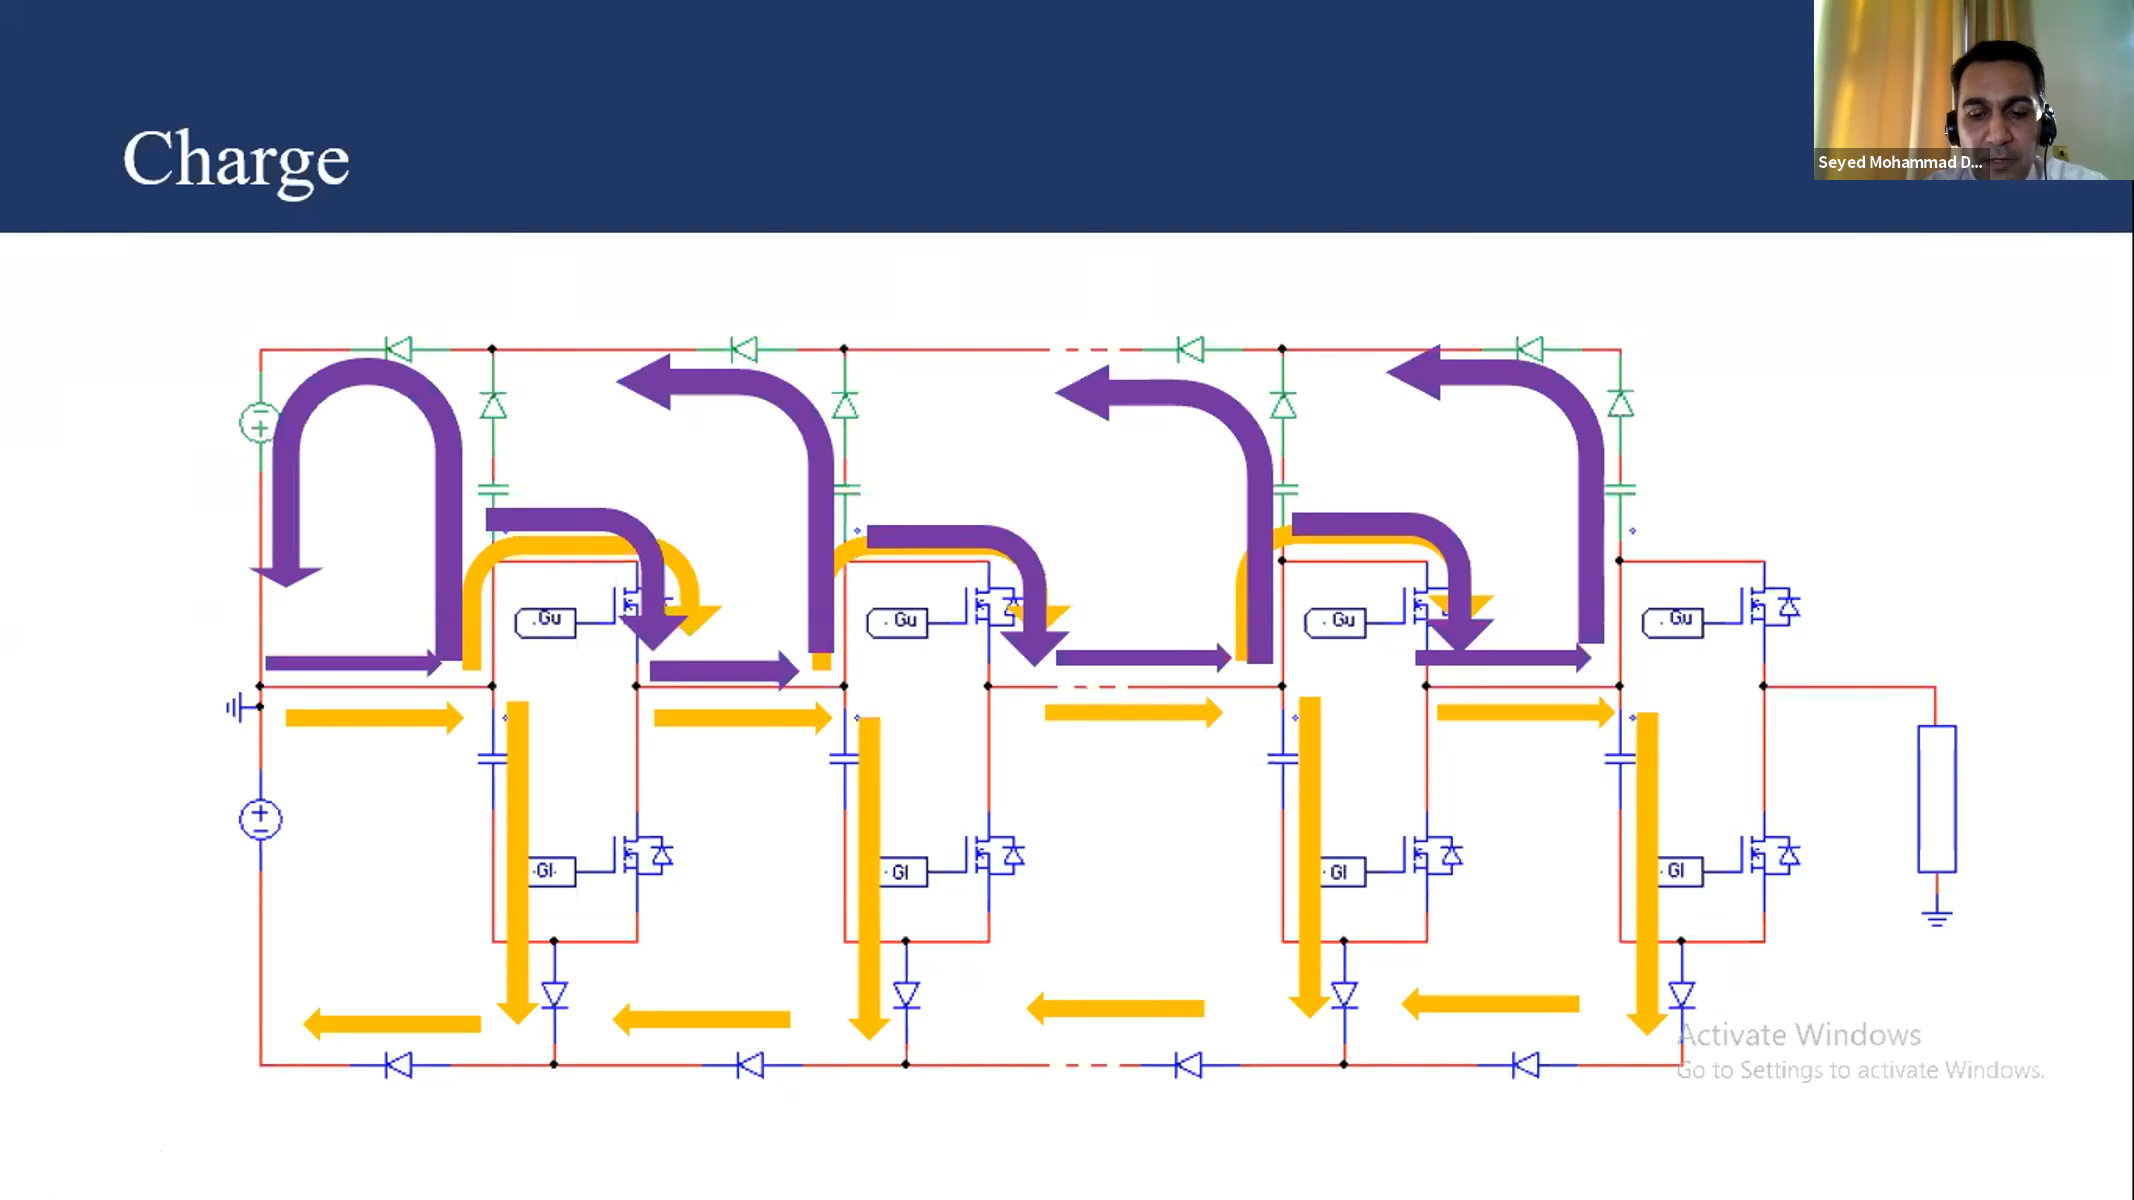 Charge
Seyed Mohammad D...
Gu
Gu
Gu
Gu
Gl
Gl
Gl
Gl
Activate Windows
Go to Settings to activate Windows.